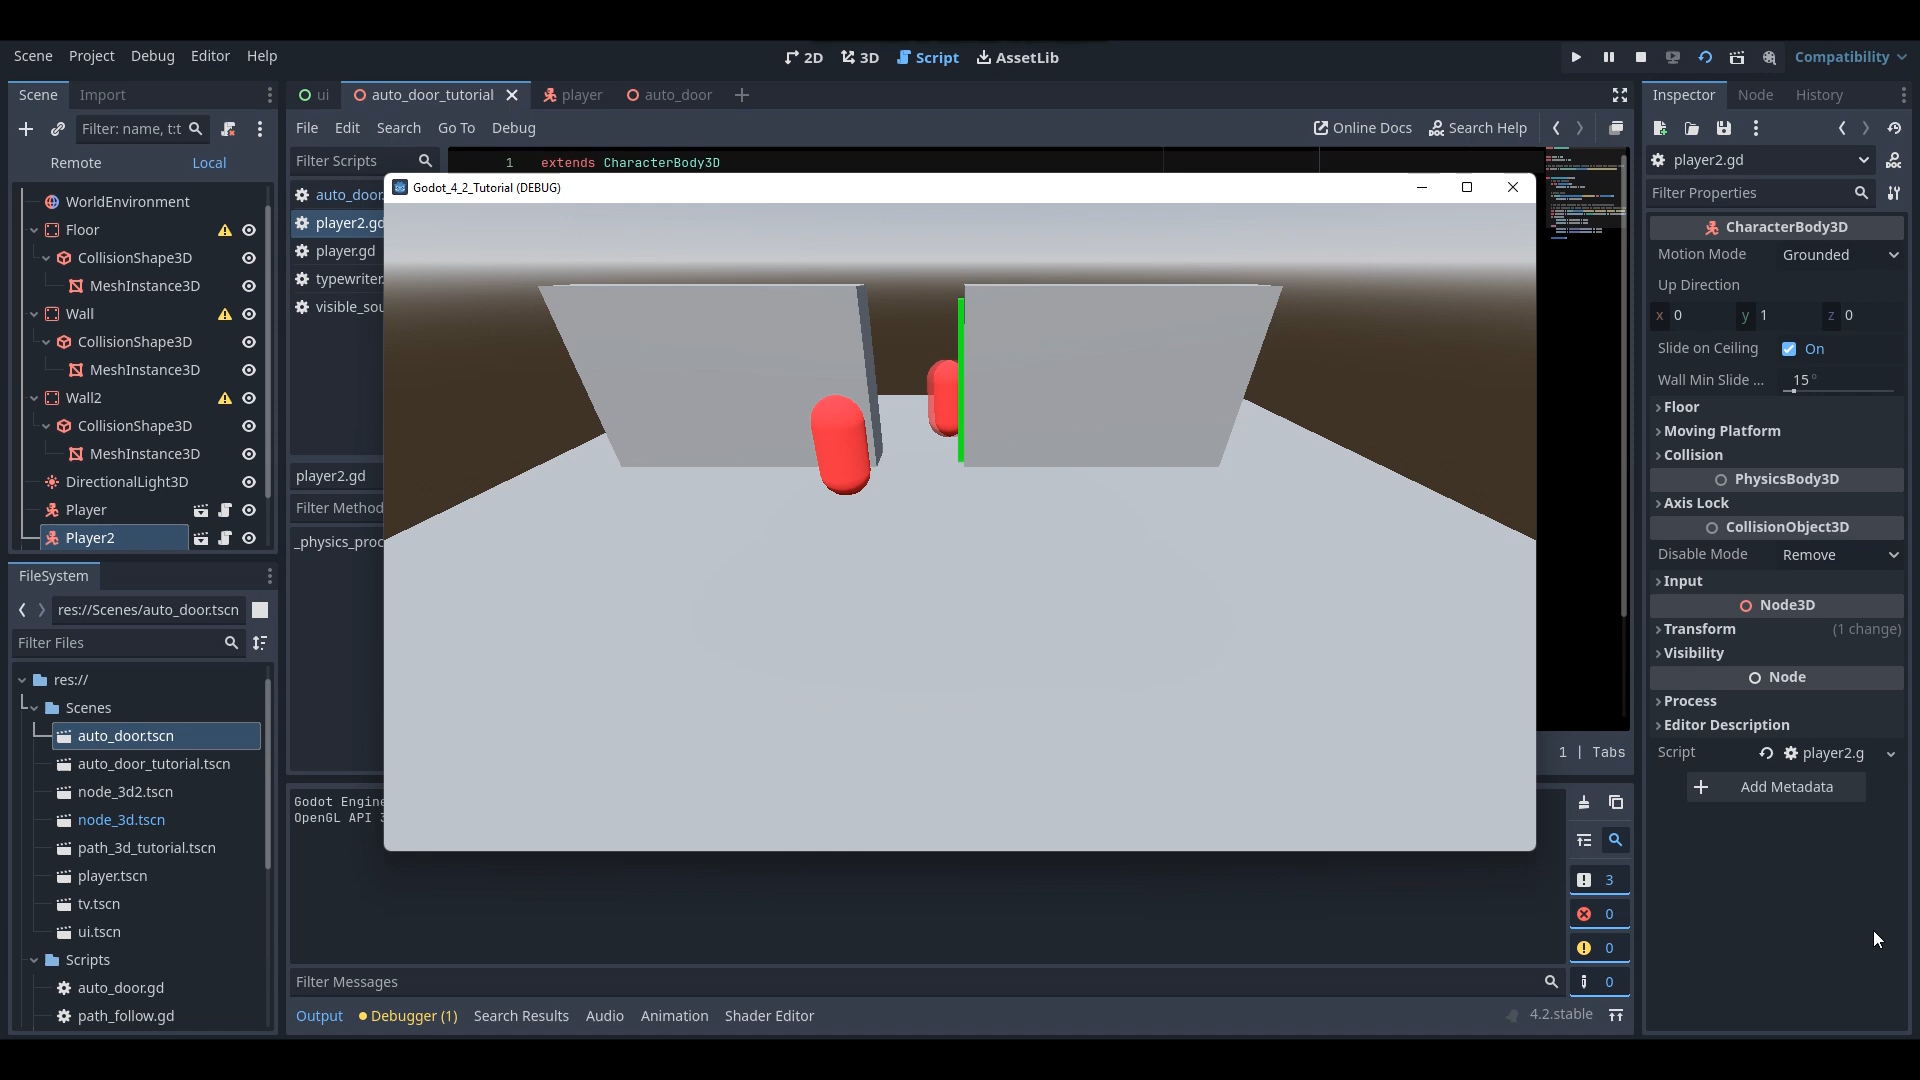 Scene Project Debug Editor Help
2D 3D Script AssetLib
Compatibility
Scene Import
Filter: name, t:t
Remote Local
WorldEnvironment
Floor
CollisionShape3D
MeshInstance3D
Wall
CollisionShape3D
MeshInstance3D
Wall2
CollisionShape3D
MeshInstance3D
DirectionalLight3D
Player
Player2
FileSystem
res://Scenes/auto_door.tscn
Filter Files
res://
Scenes
auto_door.tscn
auto_door_tutorial.tscn
node_3d2.tscn
node_3d.tscn
path_3d_tutorial.tscn
player.tscn
tv.tscn
ui.tscn
Scripts
auto_door.gd
path_follow.gd
ui auto_door_tutorial player auto_door
File Edit Search Go To Debug
Online Docs Search Help
Filter Scripts
1 extends CharacterBody3D
auto_door.
player2.gd
player.gd
typewriter.
visible_sou
player2.gd
Filter Method
_physics_proc
Godot_4_2_Tutorial (DEBUG)
1 | Tabs
Godot Engine
OpenGL API 3
3
0
0
0
Filter Messages
Output Debugger (1) Search Results Audio Animation Shader Editor
4.2.stable
Inspector Node History
player2.gd
Filter Properties
CharacterBody3D
Motion Mode Grounded
Up Direction
x 0 y 1 z 0
Slide on Ceiling On
Wall Min Slide ... 15 °
Floor
Moving Platform
Collision
PhysicsBody3D
Axis Lock
CollisionObject3D
Disable Mode Remove
Input
Node3D
Transform (1 change)
Visibility
Node
Process
Editor Description
Script player2.g
Add Metadata